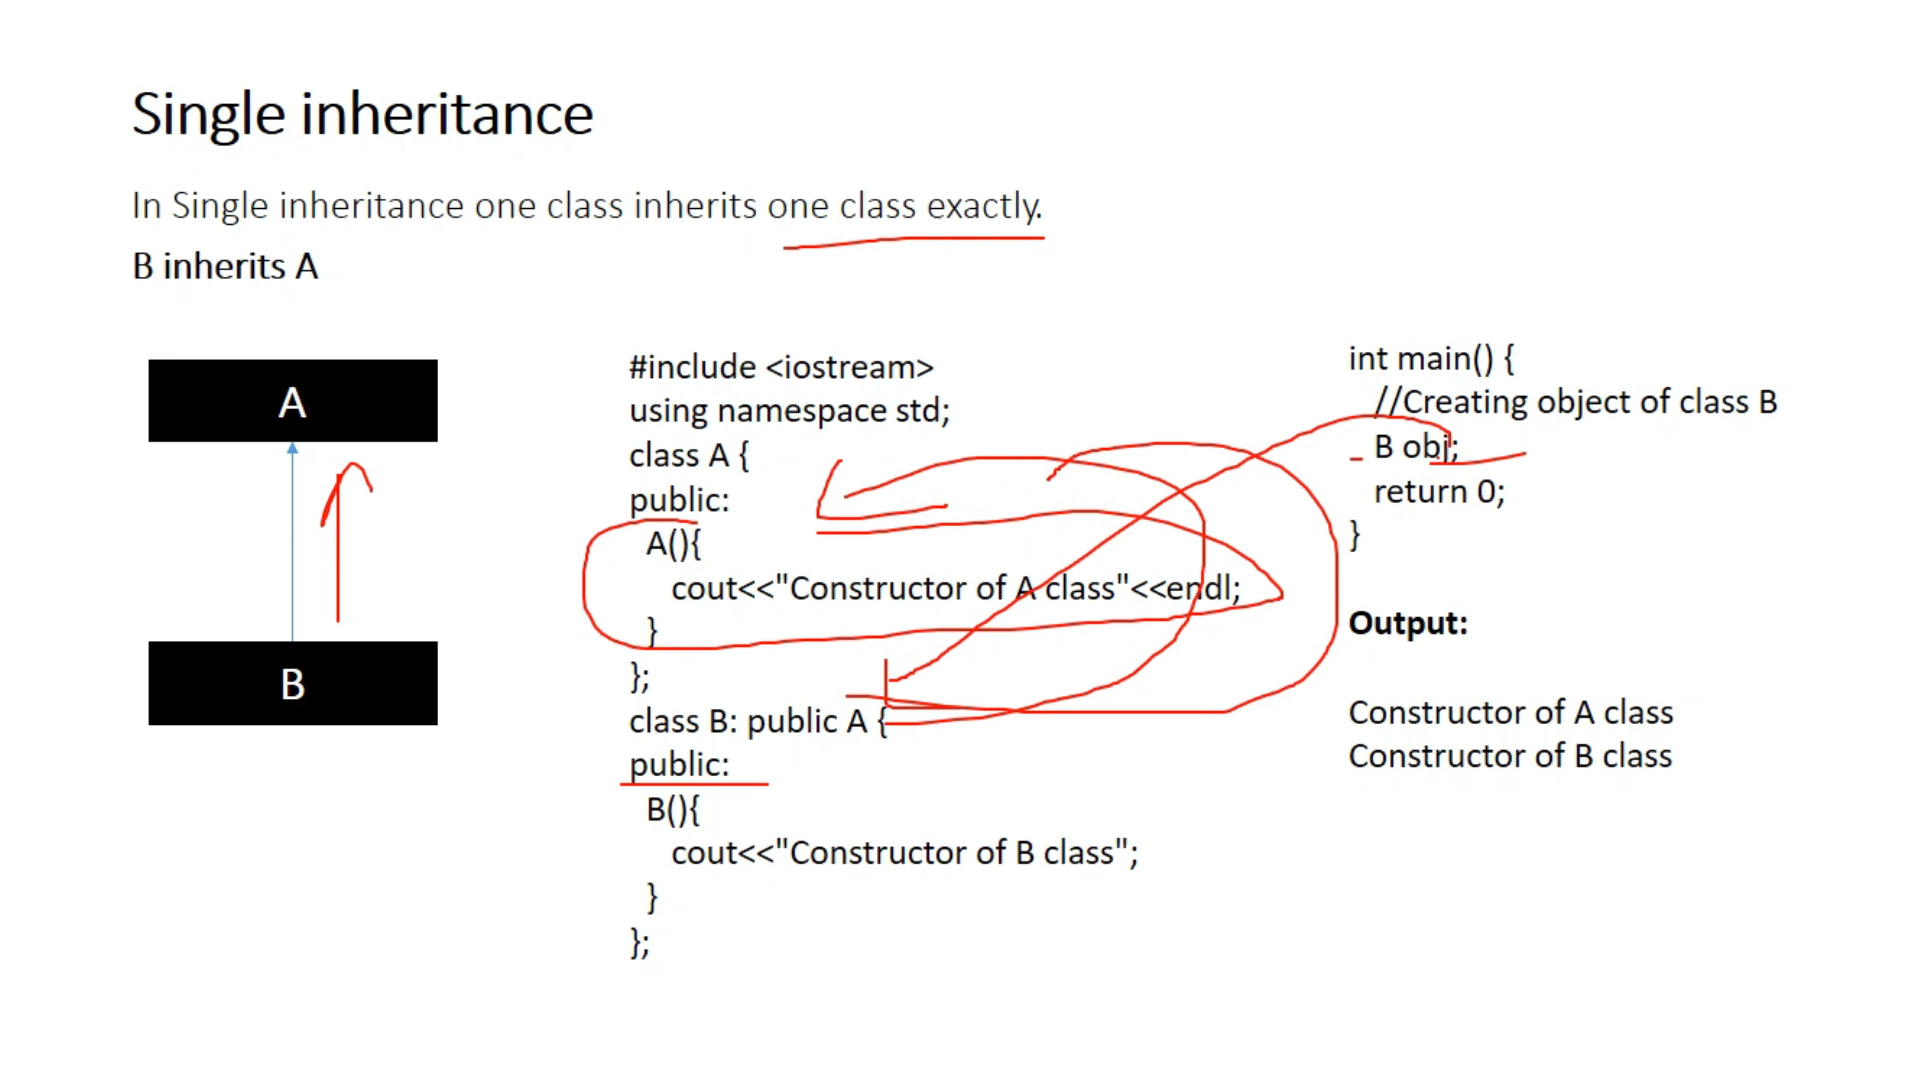 Single inheritance
In Single inheritance one class inherits one class exactly.
B inherits A
A
B
#include <iostream>
using namespace std;
class A {
public:
A(){
cout<<"Constructor of A class"<<endl;
}
};
class B: public A {
public:
B(){
cout<<"Constructor of B class";
}
};
int main() {
//Creating object of class B
B obj;
return 0;
}
Output:
Constructor of A class
Constructor of B class